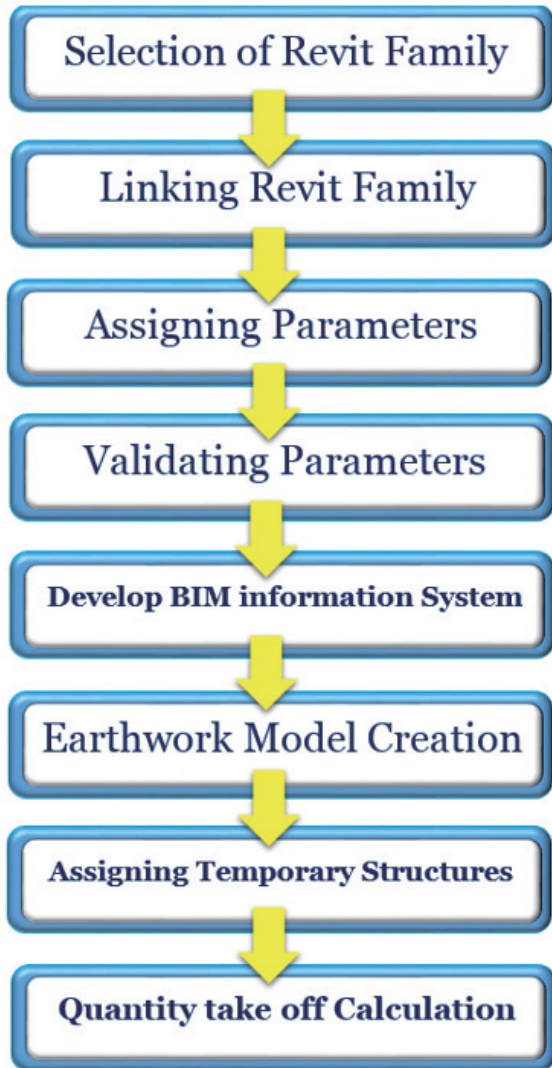 Selection of Revit Family
Linking Revit Family
Assigning Parameters
Validating Parameters
Develop BIM information System
Earthwork Model Creation
Assigning Temporary Structures
Quantity take off Calculation